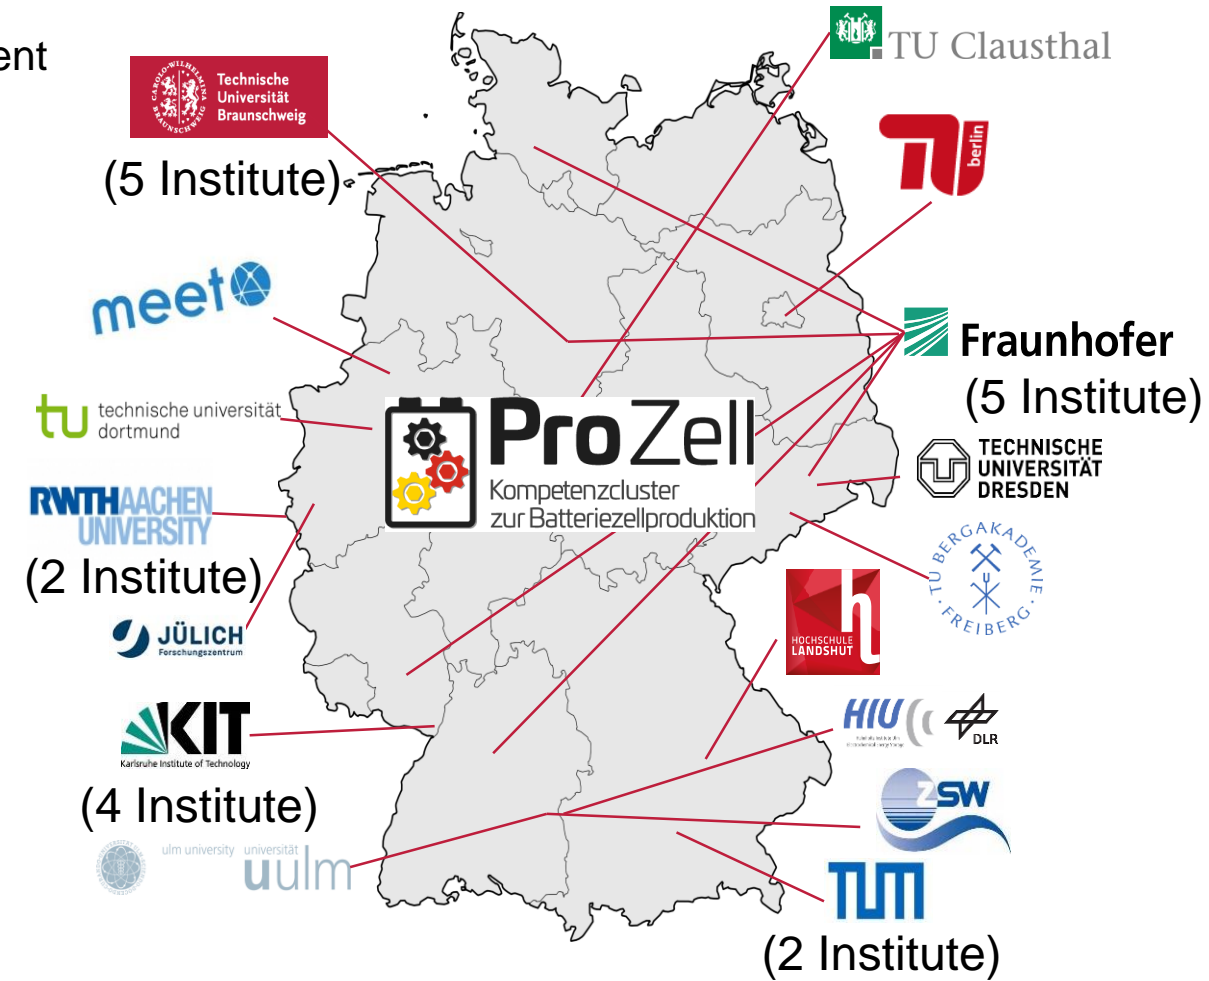 ent
TU Clausthal
Technische
Universität
Braunschweig
(5 Institute)
berlin
meet
Fraunhofer
(5 Institute)
tu technische universität
dortmund
ProZell
Kompetenzcluster
zur Batteriezellproduktion
TECHNISCHE
UNIVERSITÄT
DRESDEN
RWTHAACHEN
UNIVERSITY
(2 Institute)
TU BERGAKADEMIE
FREIBERG
JÜLICH
Forschungszentrum
h
HOCHSCHULE
LANDSHUT
KIT
Karlsruhe Institute of Technology
(4 Institute)
HIU
DLR
ZSW
ulm university universität
uulm
TUM
(2 Institute)